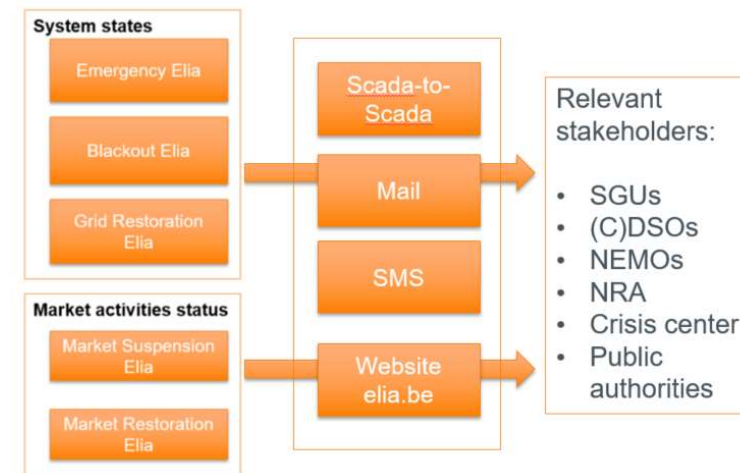 System states
Emergency Elia
Blackout Elia
Grid Restoration
Elia
Market activities status
Market Suspension
Elia
Market Restoration
Elia
Scada-to-
Scada
Mail
SMS
Website
elia.be
Relevant
stakeholders:
• SGUs
• (C)DSOs
• NEMOs
• NRA
• Crisis center
• Public
authorities